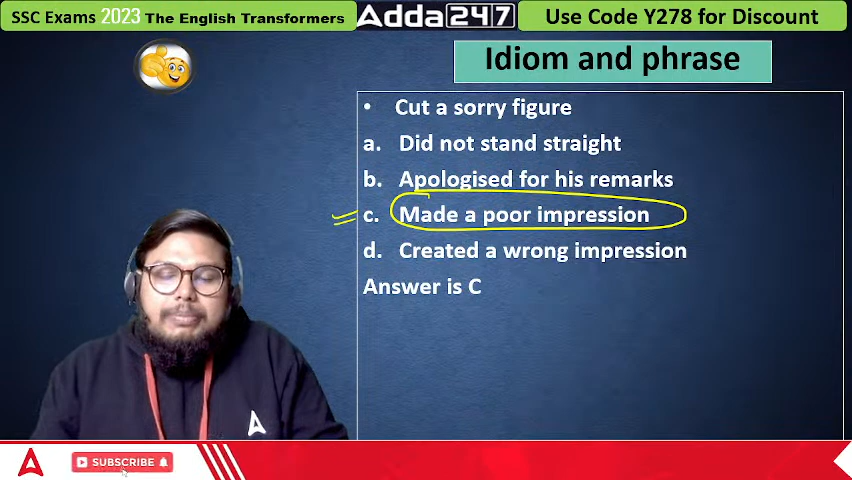 SSC Exams 2023 The English Transformers
Adda247
Use Code Y278 for Discount
Idiom and phrase
• Cut a sorry figure
a. Did not stand straight
b. Apologised for his remarks
c. Made a poor impression
d. Created a wrong impression
Answer is C
SUBSCRIBE